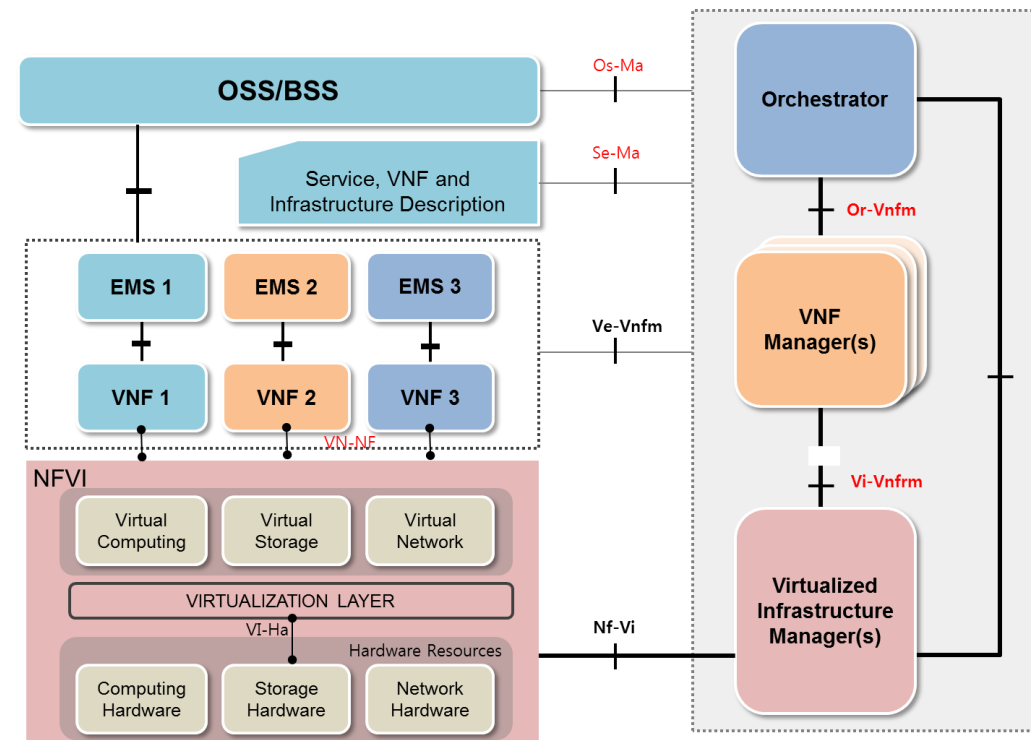 OSS/BSS
Os-Ma
Orchestrator
Se-Ma
Service, VNF and
Infrastructure Description
Or-Vnfm
EMS 1
EMS 2
EMS 3
VNF
Manager(s)
Ve-Vnfm
VNF 1
VNF 2
VNF 3
VN-NF
NFVI
Vi-Vnfrm
Virtual
Computing
Virtual
Storage
Virtual
Network
VIRTUALIZATION LAYER
VI-Ha
Nf-Vi
Virtualized
Infrastructure
Manager(s)
Hardware Resources
Computing
Hardware
Storage
Hardware
Network
Hardware